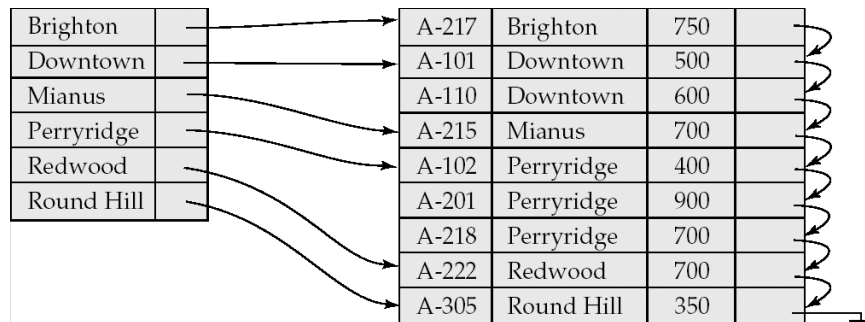 Brighton
Downtown
Mianus
Perryridge
Redwood
Round Hill
A-217 Brighton 750
A-101 Downtown 500
A-110 Downtown 600
A-215 Mianus 700
A-102 Perryridge 400
A-201 Perryridge 900
A-218 Perryridge 700
A-222 Redwood 700
A-305 Round Hill 350